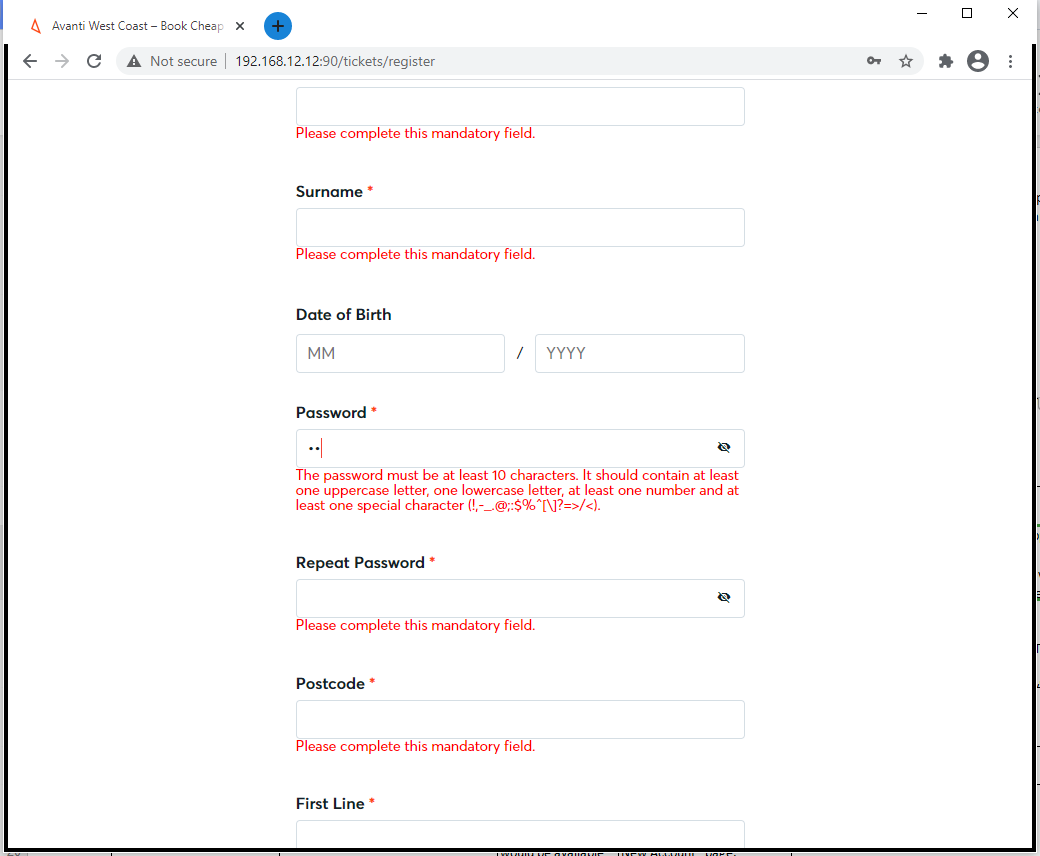 Avanti West Coast – Book Cheap
Not secure
192.168.12.12:90/tickets/register
Please complete this mandatory field.
Surname *
Please complete this mandatory field.
Date of Birth
MM / YYYY
Password *
The password must be at least 10 characters. It should contain at least
one uppercase letter, one lowercase letter, at least one number and at
least one special character (!,-_.@;:$%^[\]?=>/<).
Repeat Password *
Please complete this mandatory field.
Postcode *
Please complete this mandatory field.
First Line *